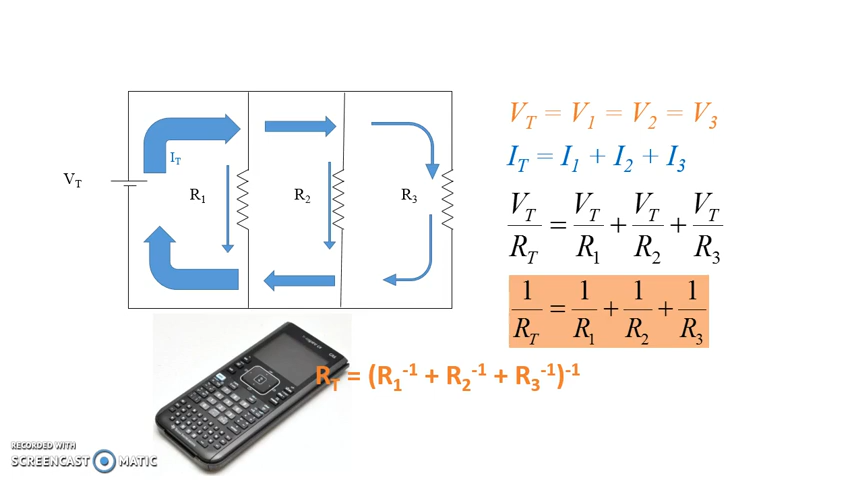 V_T = V_1 = V_2 = V_3
I_T
I_T = I_1 + I_2 + I_3
V_T
R_1
R_2
R_3
V_T/R_T = V_T/R_1 + V_T/R_2 + V_T/R_3
1/R_T = 1/R_1 + 1/R_2 + 1/R_3
R_T = (R_1^-1 + R_2^-1 + R_3^-1)^-1
RECORDED WITH
SCREENCAST MATIC